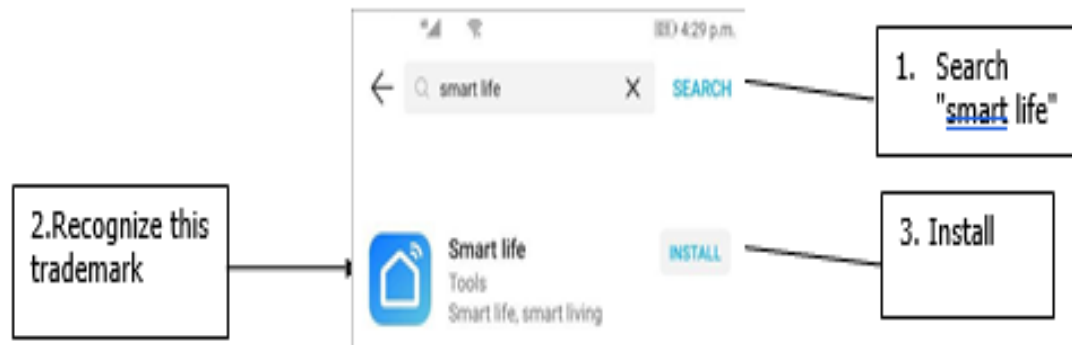 4:29 p.m.
smart life X SEARCH
1. Search
"smart life"
2.Recognize this
trademark
Smart life
Tools
Smart life, smart living
INSTALL
3. Install